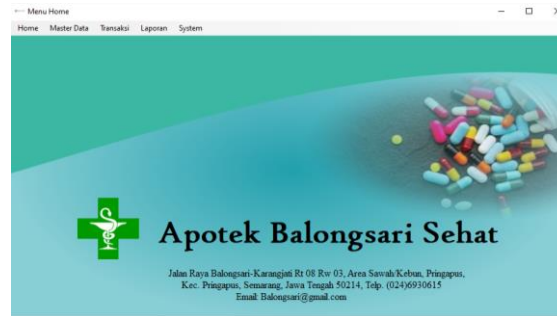 Menu Home
Home Master Data Transaksi Laporan System
Apotek Balongsari Sehat
Jalan Raya Balongsari-Karangjati Rt 08 Rw 03, Area Sawah/Kebun, Pringapus,
Kec. Pringapus, Semarang, Jawa Tengah 50214, Telp. (024)6930615
Email: Balongsari@gmail.com